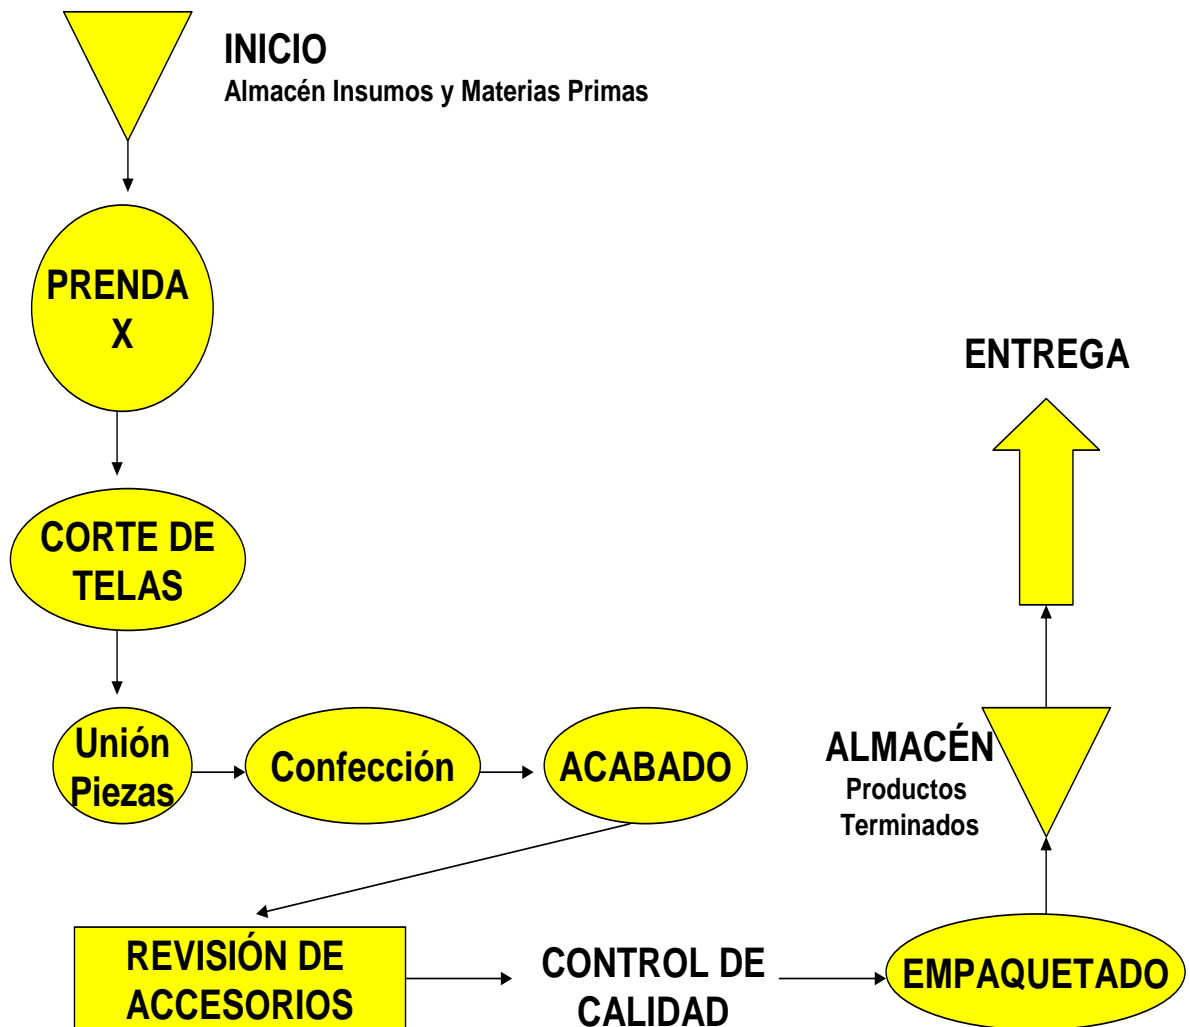 INICIO
Almacén Insumos y Materias Primas
PRENDA
X
CORTE DE
TELAS
Unión
Piezas
Confección
ACABADO
REVISIÓN DE
ACCESORIOS
CONTROL DE
CALIDAD
EMPAQUETADO
ALMACÉN
Productos
Terminados
ENTREGA